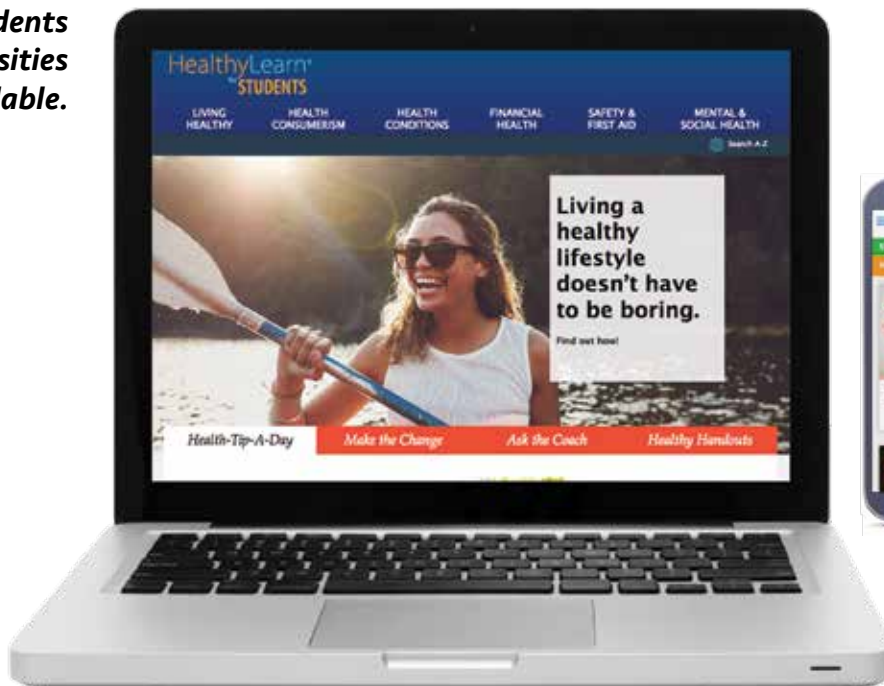 dents
sities
lable.
HealthyLearn®
for STUDENTS
LIVING HEALTHY
HEALTH CONSUMERISM
HEALTH CONDITIONS
FINANCIAL HEALTH
SAFETY & FIRST AID
MENTAL & SOCIAL HEALTH
Search A-Z
Living a
healthy
lifestyle
doesn't have
to be boring.
Find out how!
Health-Tip-A-Day
Make the Change
Ask the Coach
Healthy Handouts